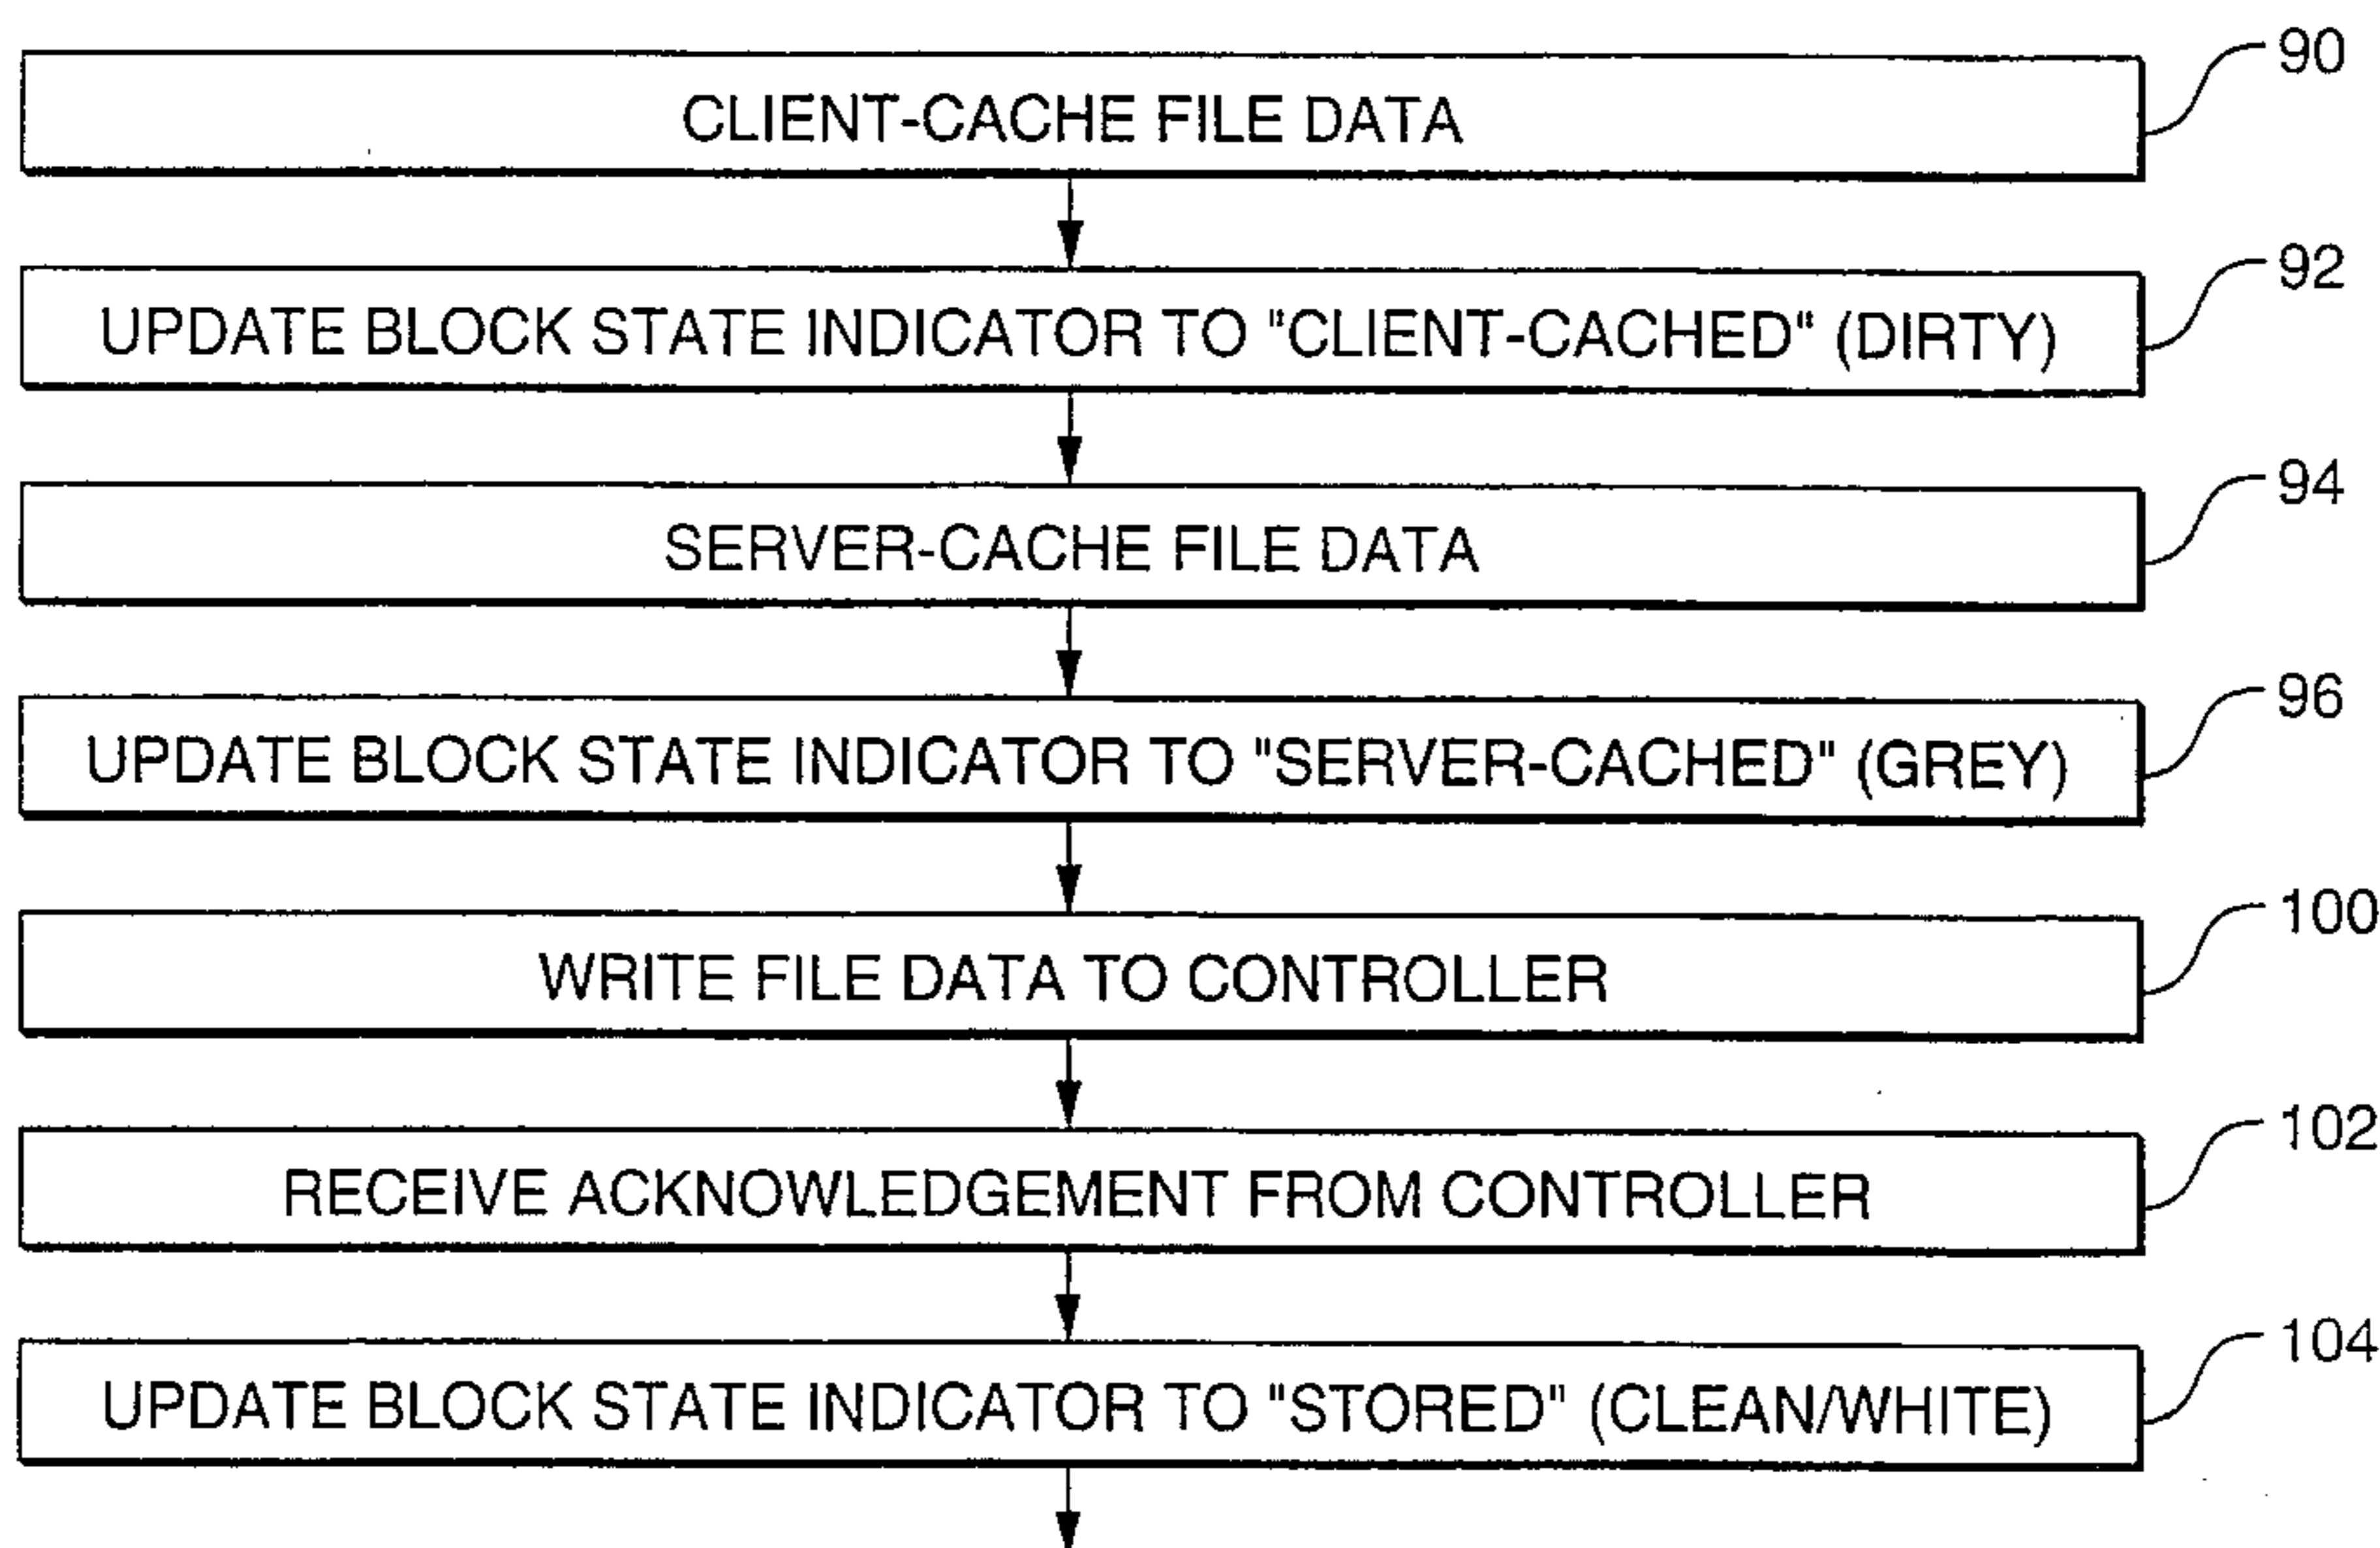 90
CLIENT-CACHE FILE DATA
92
UPDATE BLOCK STATE INDICATOR TO "CLIENT-CACHED" (DIRTY)
94
SERVER-CACHE FILE DATA
96
UPDATE BLOCK STATE INDICATOR TO "SERVER-CACHED" (GREY)
100
WRITE FILE DATA TO CONTROLLER
102
RECEIVE ACKNOWLEDGEMENT FROM CONTROLLER
104
UPDATE BLOCK STATE INDICATOR TO "STORED" (CLEAN/WHITE)